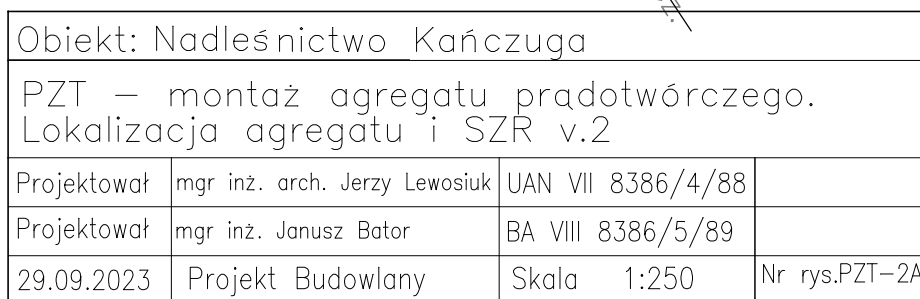 Obiekt: Nadleśnictwo Kańczuga
PZT – montaż agregatu prądotwórczego.
Lokalizacja agregatu i SZR v.2
Projektował mgr inż. arch. Jerzy Lewosiuk UAN VII 8386/4/88
Projektował mgr inż. Janusz Bator BA VIII 8386/5/89
29.09.2023 Projekt Budowlany Skala 1:250 Nr rys.PZT-2A